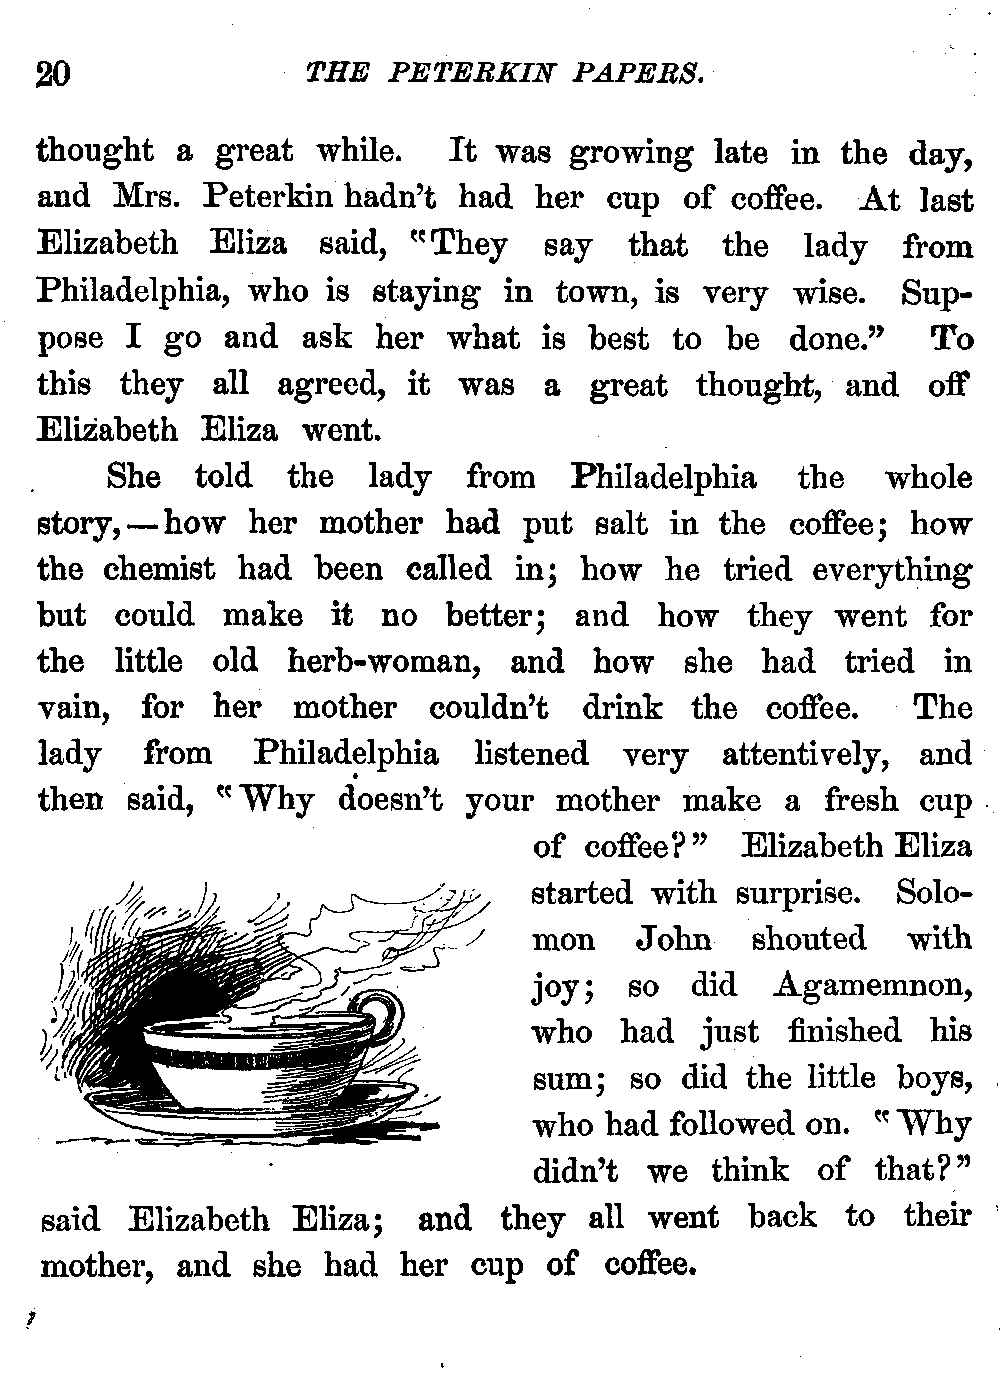 20 THE PETERKIN PAPERS.
thought a great while. It was growing late in the day,
and Mrs. Peterkin hadn't had her cup of coffee. At last
Elizabeth Eliza said, "They say that the lady from
Philadelphia, who is staying in town, is very wise. Sup-
pose I go and ask her what is best to be done." To
this they all agreed, it was a great thought, and off
Elizabeth Eliza went.
She told the lady from Philadelphia the whole
story,—how her mother had put salt in the coffee; how
the chemist had been called in; how he tried everything
but could make it no better; and how they went for
the little old herb-woman, and how she had tried in
vain, for her mother couldn't drink the coffee. The
lady from Philadelphia listened very attentively, and
then said, "Why doesn't your mother make a fresh cup
of coffee?" Elizabeth Eliza
started with surprise. Solo-
mon John shouted with
joy; so did Agamemnon,
who had just finished his
sum; so did the little boys,
who had followed on. "Why
didn't we think of that?"
said Elizabeth Eliza; and they all went back to their
mother, and she had her cup of coffee.